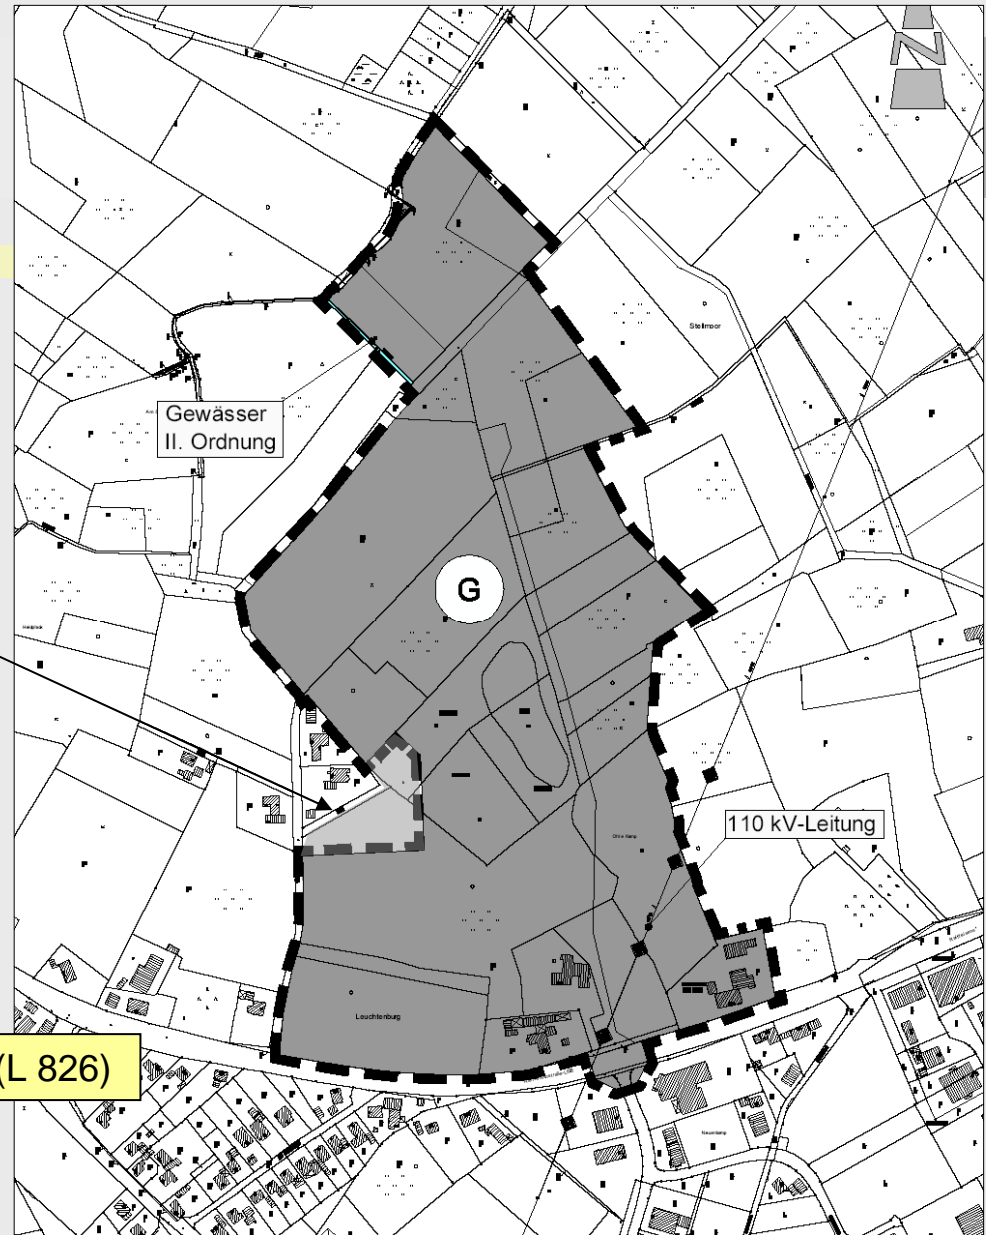 N
Stellmoor
Gewässer
II. Ordnung
G
110 kV-Leitung
Leuchtenburg
(L 826)